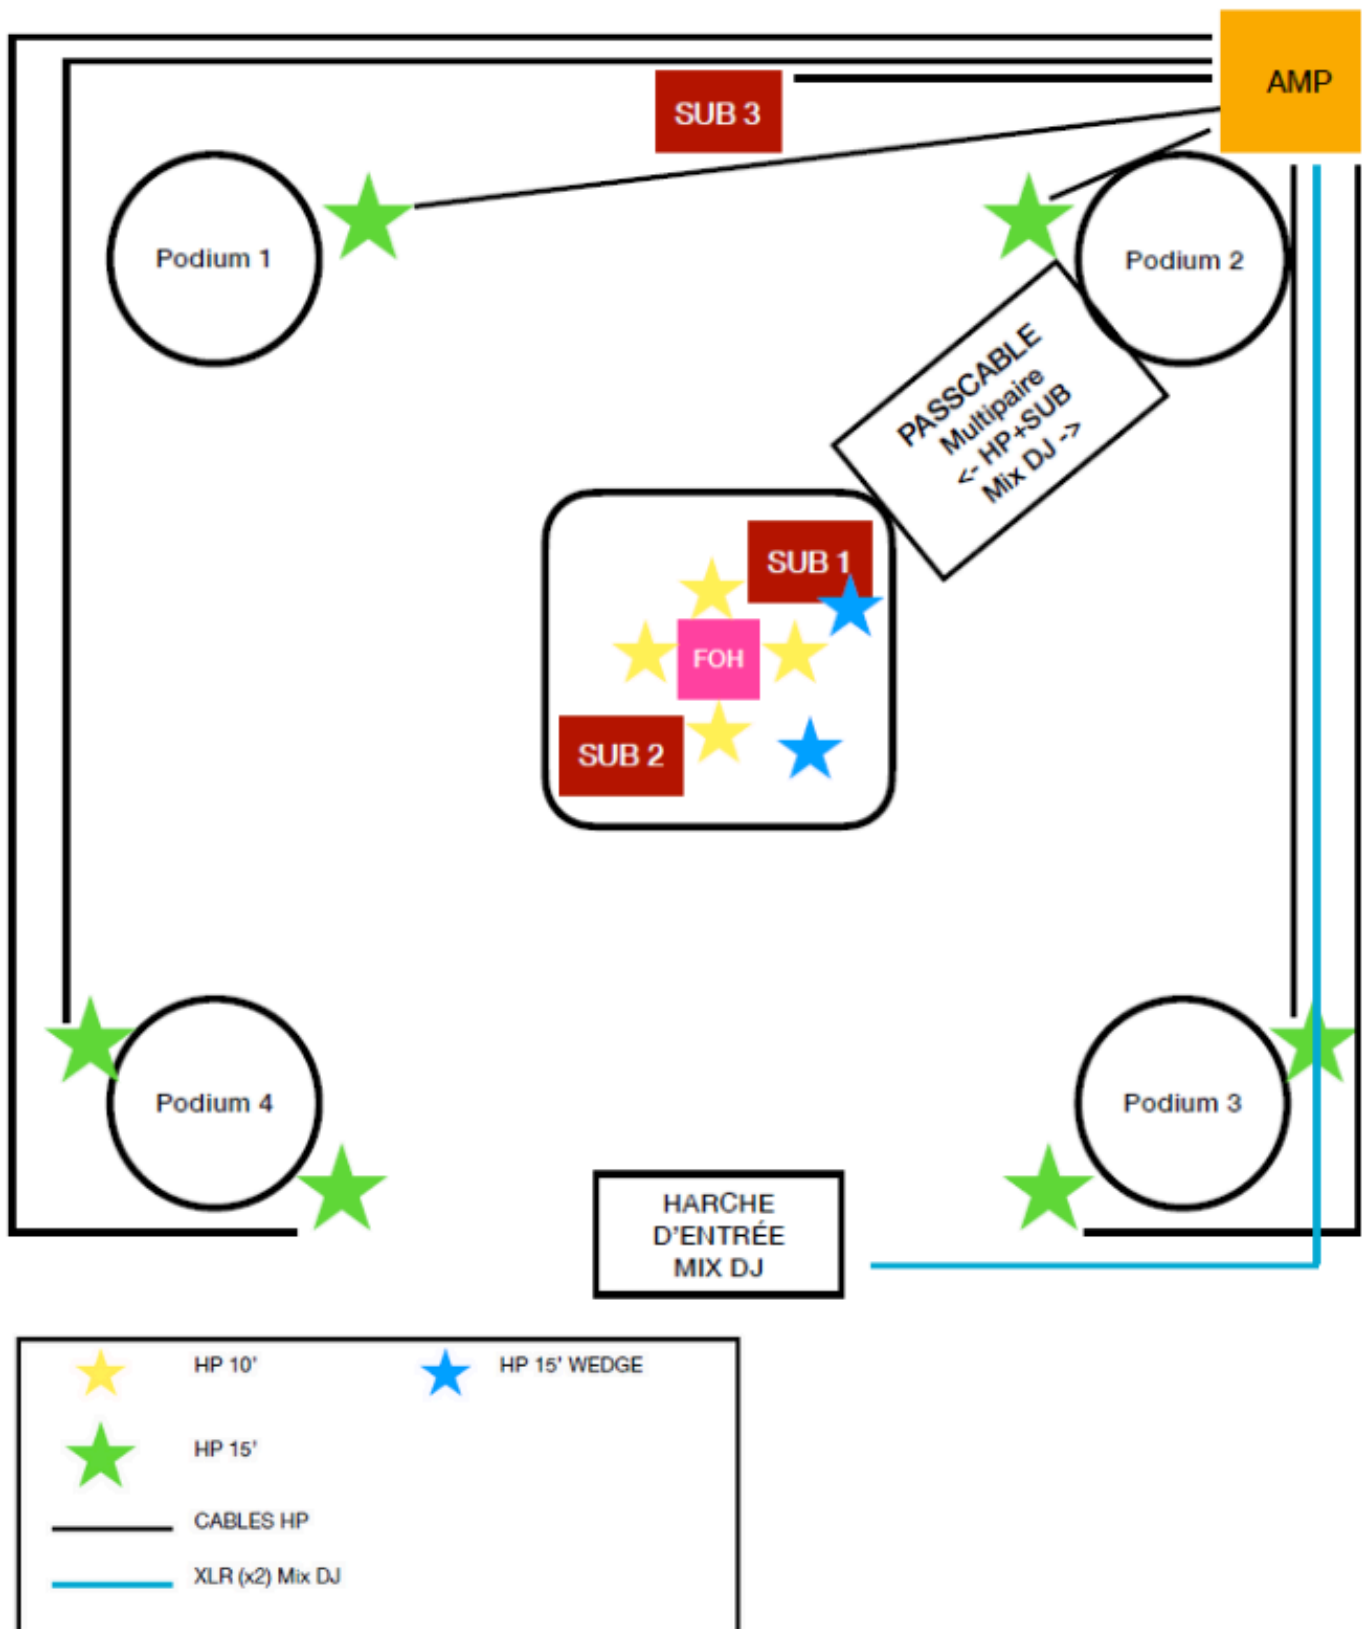 AMP
SUB 3
Podium 1
Podium 2
PASSCABLE
Multipaire
<- HP+SUB
Mix DJ ->
SUB 1
FOH
SUB 2
Podium 4
Podium 3
HARCHE
D'ENTRÉE
MIX DJ
HP 10'
HP 15' WEDGE
HP 15'
CABLES HP
XLR (x2) Mix DJ